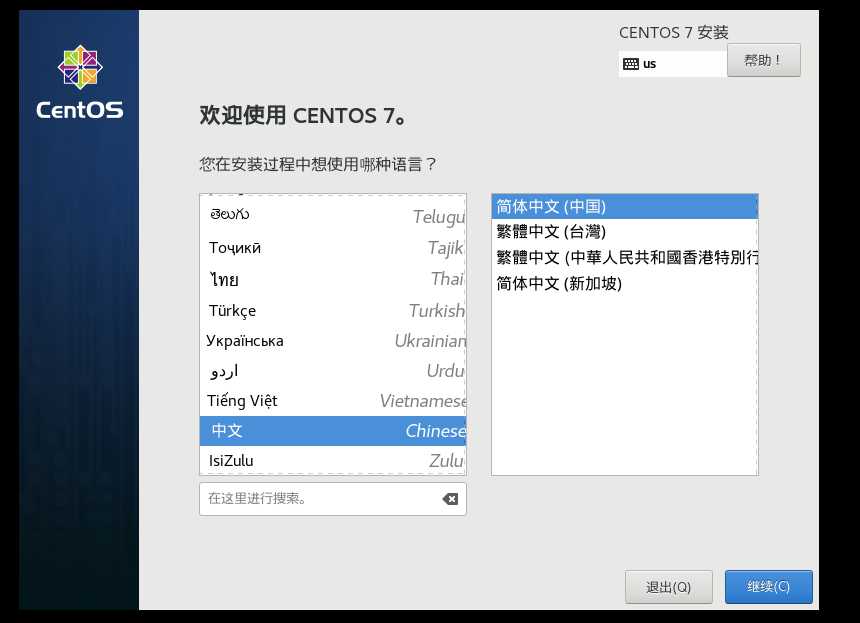 CentOS
CENTOS 7 安装
us
帮助！
欢迎使用 CENTOS 7。
您在安装过程中想使用哪种语言？
తెలుగు Telugu
Тоҷикӣ Tajik
ไทย Thai
Türkçe Turkish
Українська Ukrainian
اردو Urdu
Tiếng Việt Vietnamese
中文 Chinese
IsiZulu Zulu
简体中文 (中国)
繁體中文 (台灣)
繁體中文 (中華人民共和國香港特別行
简体中文 (新加坡)
在这里进行搜索。
退出(Q)
继续(C)